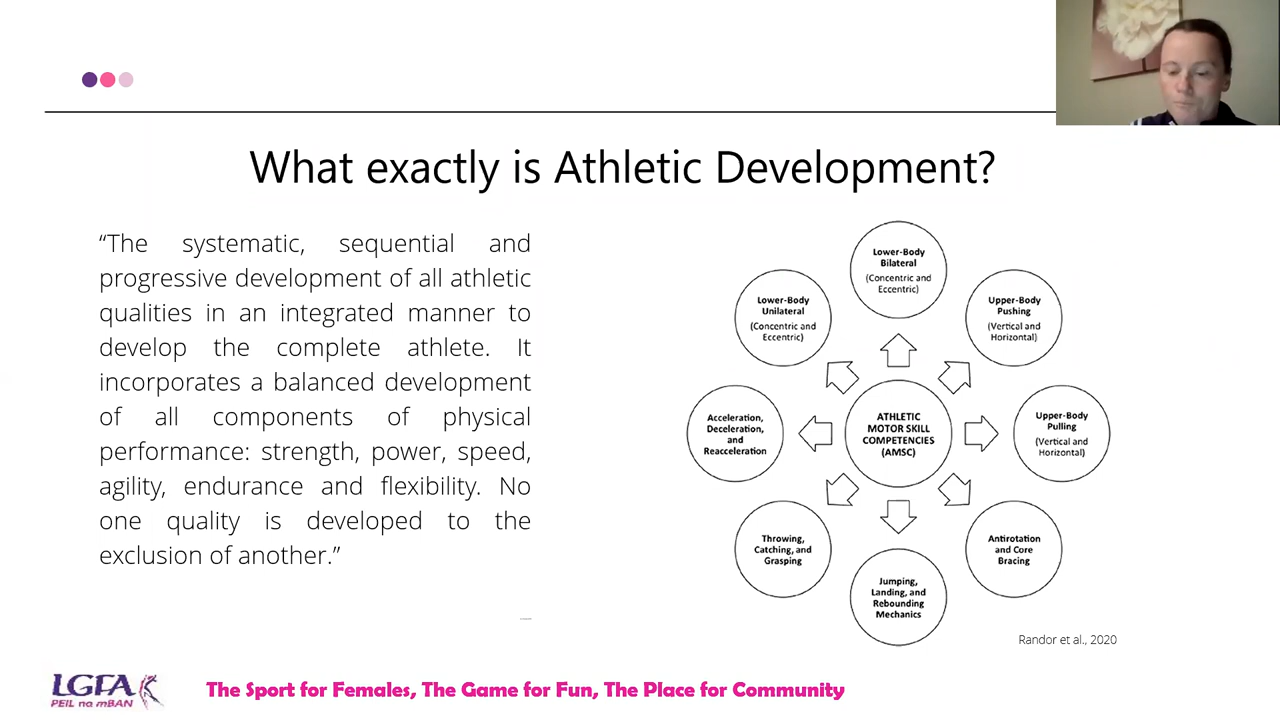 What exactly is Athletic Development?
“The systematic, sequential and
progressive development of all athletic
qualities in an integrated manner to
develop the complete athlete. It
incorporates a balanced development
of all components of physical
performance: strength, power, speed,
agility, endurance and flexibility. No
one quality is developed to the
exclusion of another.”
Lower-Body
Bilateral
(Concentric and
Eccentric)
Upper-Body
Pushing
(Vertical and
Horizontal)
Upper-Body
Pulling
(Vertical and
Horizontal)
Antirotation
and Core
Bracing
Jumping,
Landing, and
Rebounding
Mechanics
Throwing,
Catching, and
Grasping
Acceleration,
Deceleration,
and
Reacceleration
Lower-Body
Unilateral
(Concentric and
Eccentric)
ATHLETIC
MOTOR SKILL
COMPETENCIES
(AMSC)
Randor et al., 2020
LGFA
PEIL na mBAN
The Sport for Females, The Game for Fun, The Place for Community